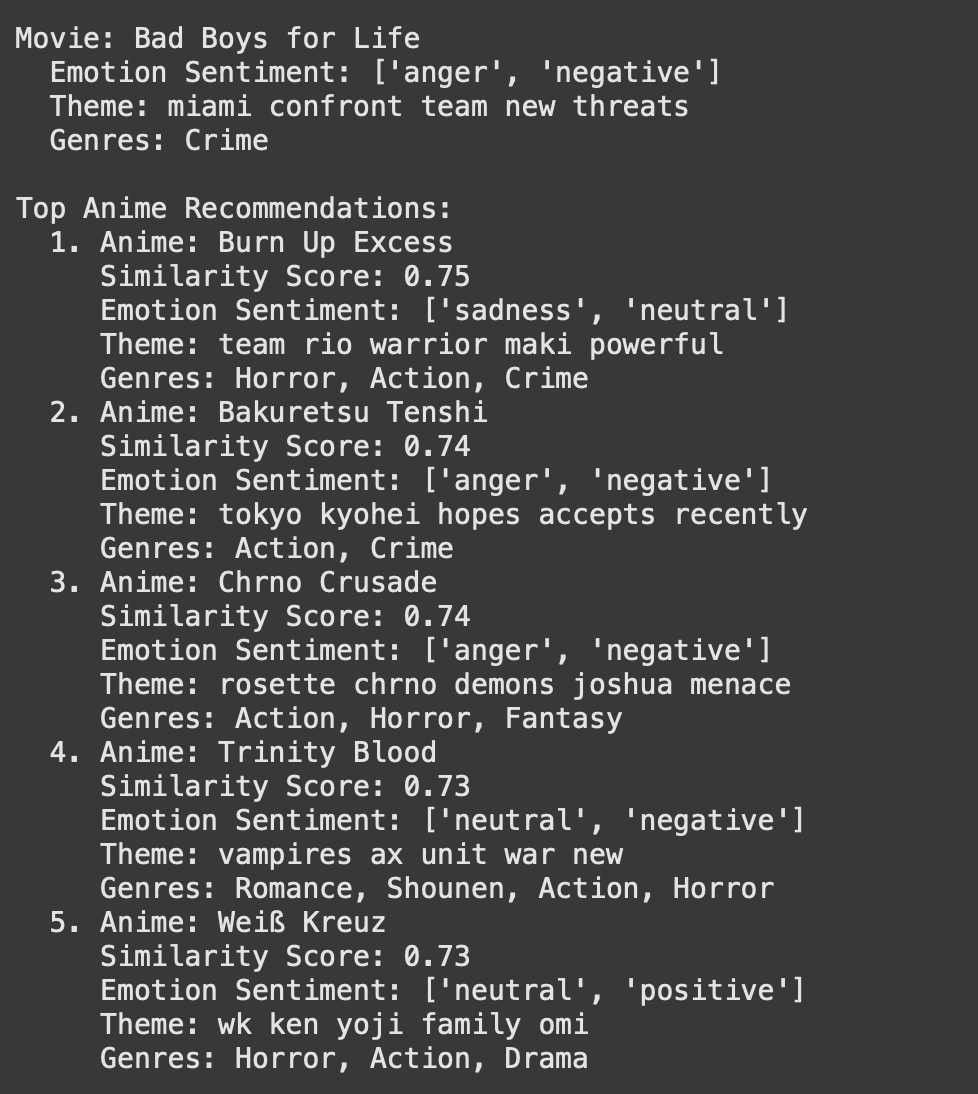 Movie: Bad Boys for Life
Emotion Sentiment: ['anger', 'negative']
Theme: miami confront team new threats
Genres: Crime
Top Anime Recommendations:
1. Anime: Burn Up Excess
Similarity Score: 0.75
Emotion Sentiment: ['sadness', 'neutral']
Theme: team rio warrior maki powerful
Genres: Horror, Action, Crime
2. Anime: Bakuretsu Tenshi
Similarity Score: 0.74
Emotion Sentiment: ['anger', 'negative']
Theme: tokyo kyohei hopes accepts recently
Genres: Action, Crime
3. Anime: Chrno Crusade
Similarity Score: 0.74
Emotion Sentiment: ['anger', 'negative']
Theme: rosette chrno demons joshua menace
Genres: Action, Horror, Fantasy
4. Anime: Trinity Blood
Similarity Score: 0.73
Emotion Sentiment: ['neutral', 'negative']
Theme: vampires ax unit war new
Genres: Romance, Shounen, Action, Horror
5. Anime: Weiß Kreuz
Similarity Score: 0.73
Emotion Sentiment: ['neutral', 'positive']
Theme: wk ken yoji family omi
Genres: Horror, Action, Drama